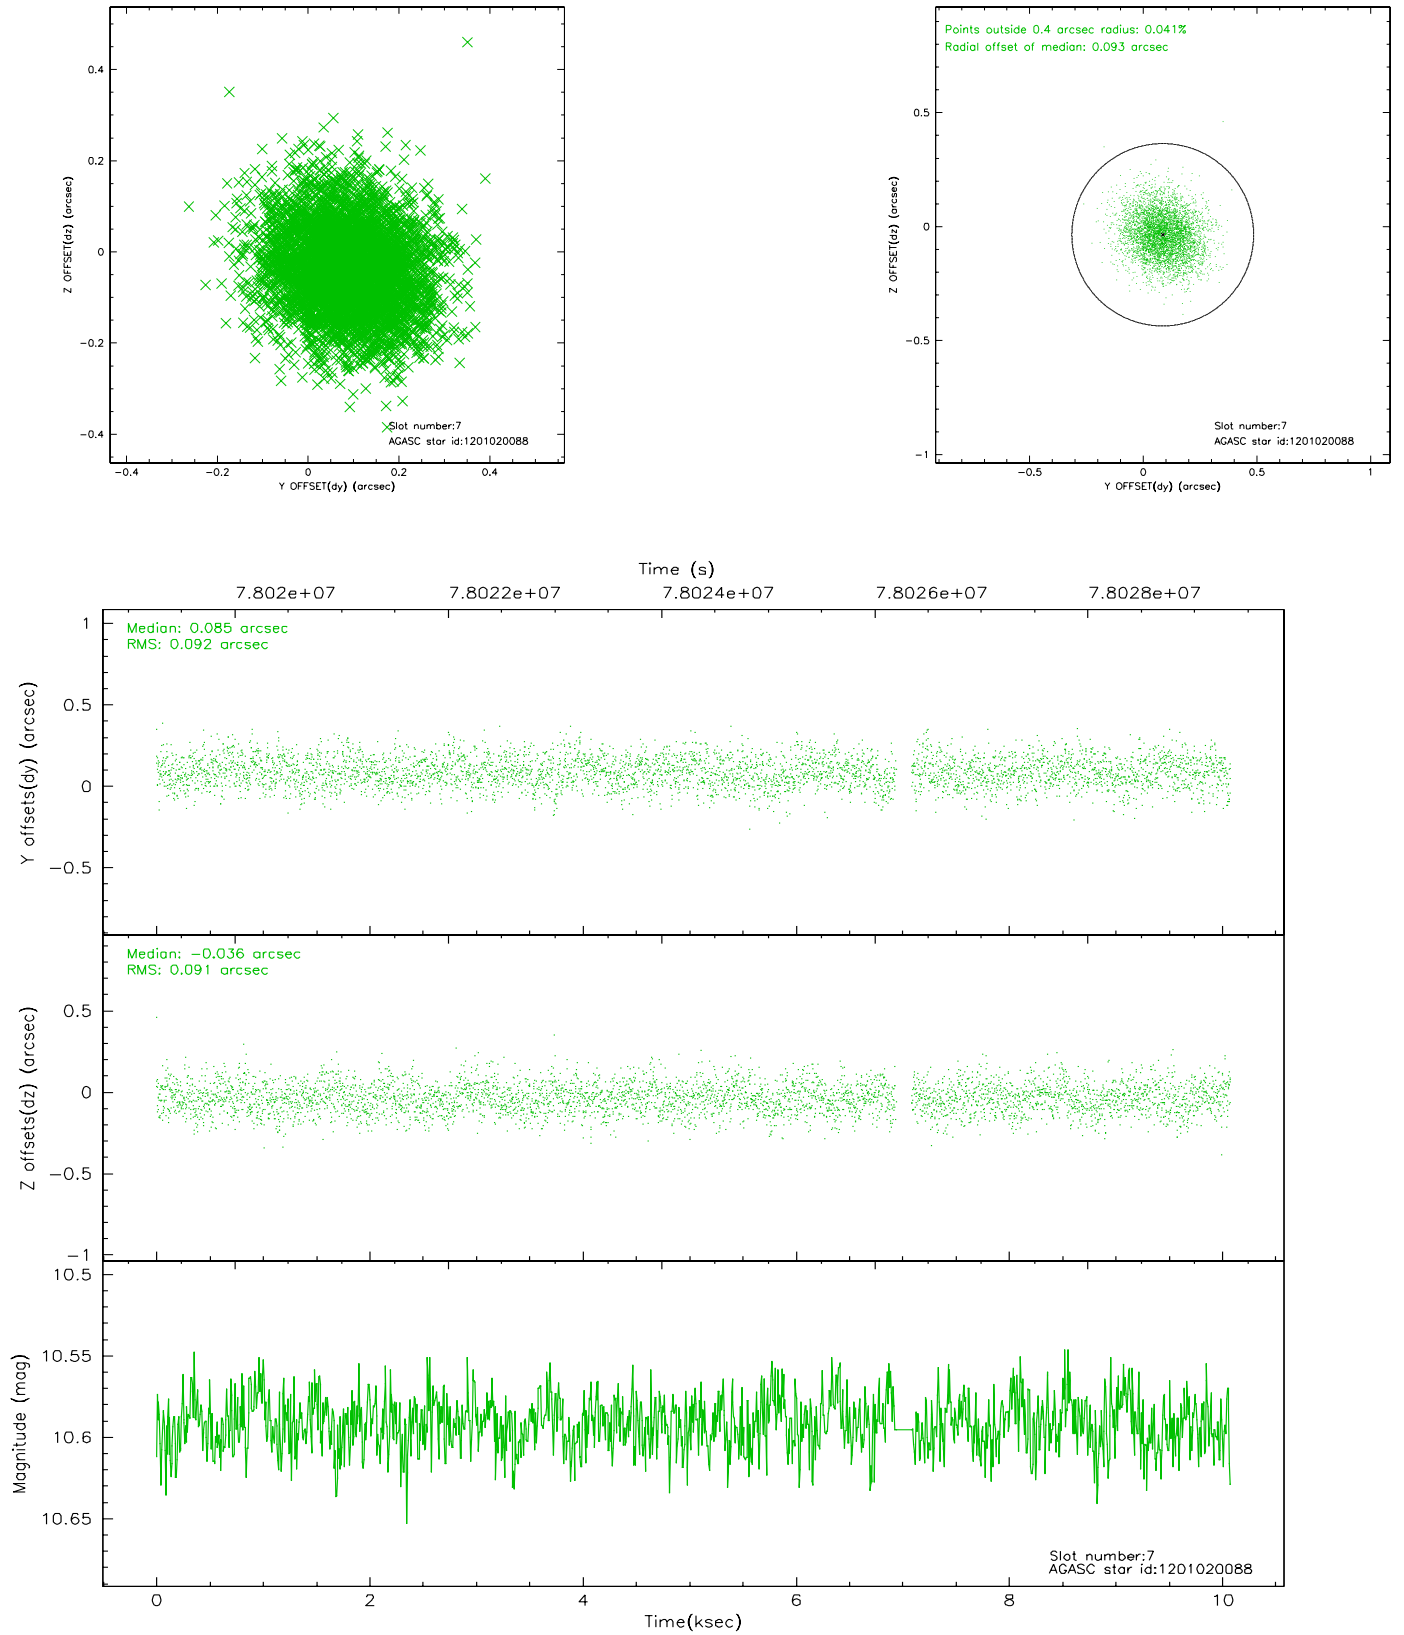 0.4
0.2
0
−0.2
−0.4
Z OFFSET(dz) (arcsec)
Slot number:7
AGASC star id:1201020088
−0.4 −0.2 0 0.2 0.4
Y OFFSET(dy) (arcsec)
Points outside 0.4 arcsec radius: 0.041%
Radial offset of median: 0.093 arcsec
0.5
0
−0.5
−1
Z OFFSET(dz) (arcsec)
Slot number:7
AGASC star id:1201020088
−0.5 0 0.5 1
Y OFFSET(dy) (arcsec)
Time (s)
7.802e+07 7.8022e+07 7.8024e+07 7.8026e+07 7.8028e+07
Median: 0.085 arcsec
RMS: 0.092 arcsec
1
0.5
0
−0.5
Y offsets(dy) (arcsec)
Median: −0.036 arcsec
RMS: 0.091 arcsec
0.5
0
−0.5
−1
Z offsets(dz) (arcsec)
10.5
10.55
10.6
10.65
Magnitude (mag)
Slot number:7
AGASC star id:1201020088
0 2 4 6 8 10
Time(ksec)